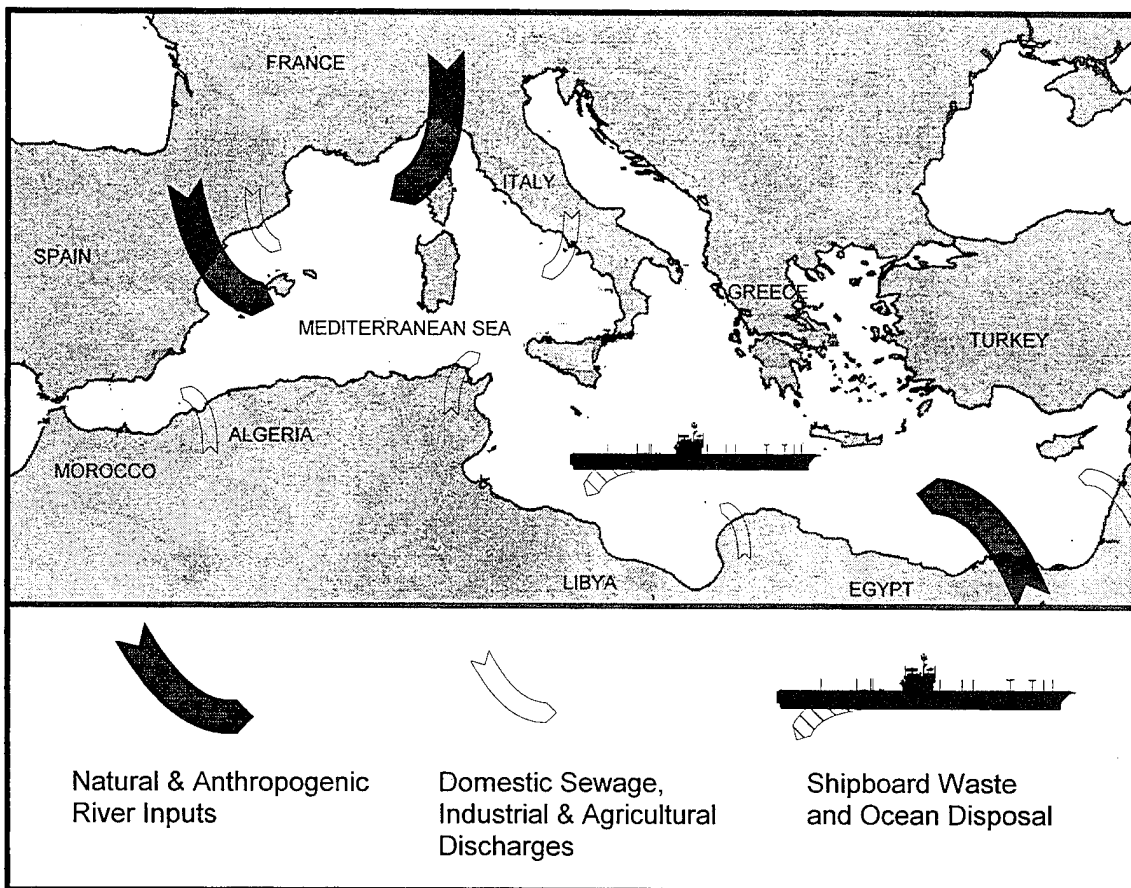 FRANCE
ITALY
SPAIN
GREECE
MEDITERRANEAN SEA
TURKEY
ALGERIA
MOROCCO
LIBYA
EGYPT
Natural & Anthropogenic
River Inputs
Domestic Sewage,
Industrial & Agricultural
Discharges
Shipboard Waste
and Ocean Disposal